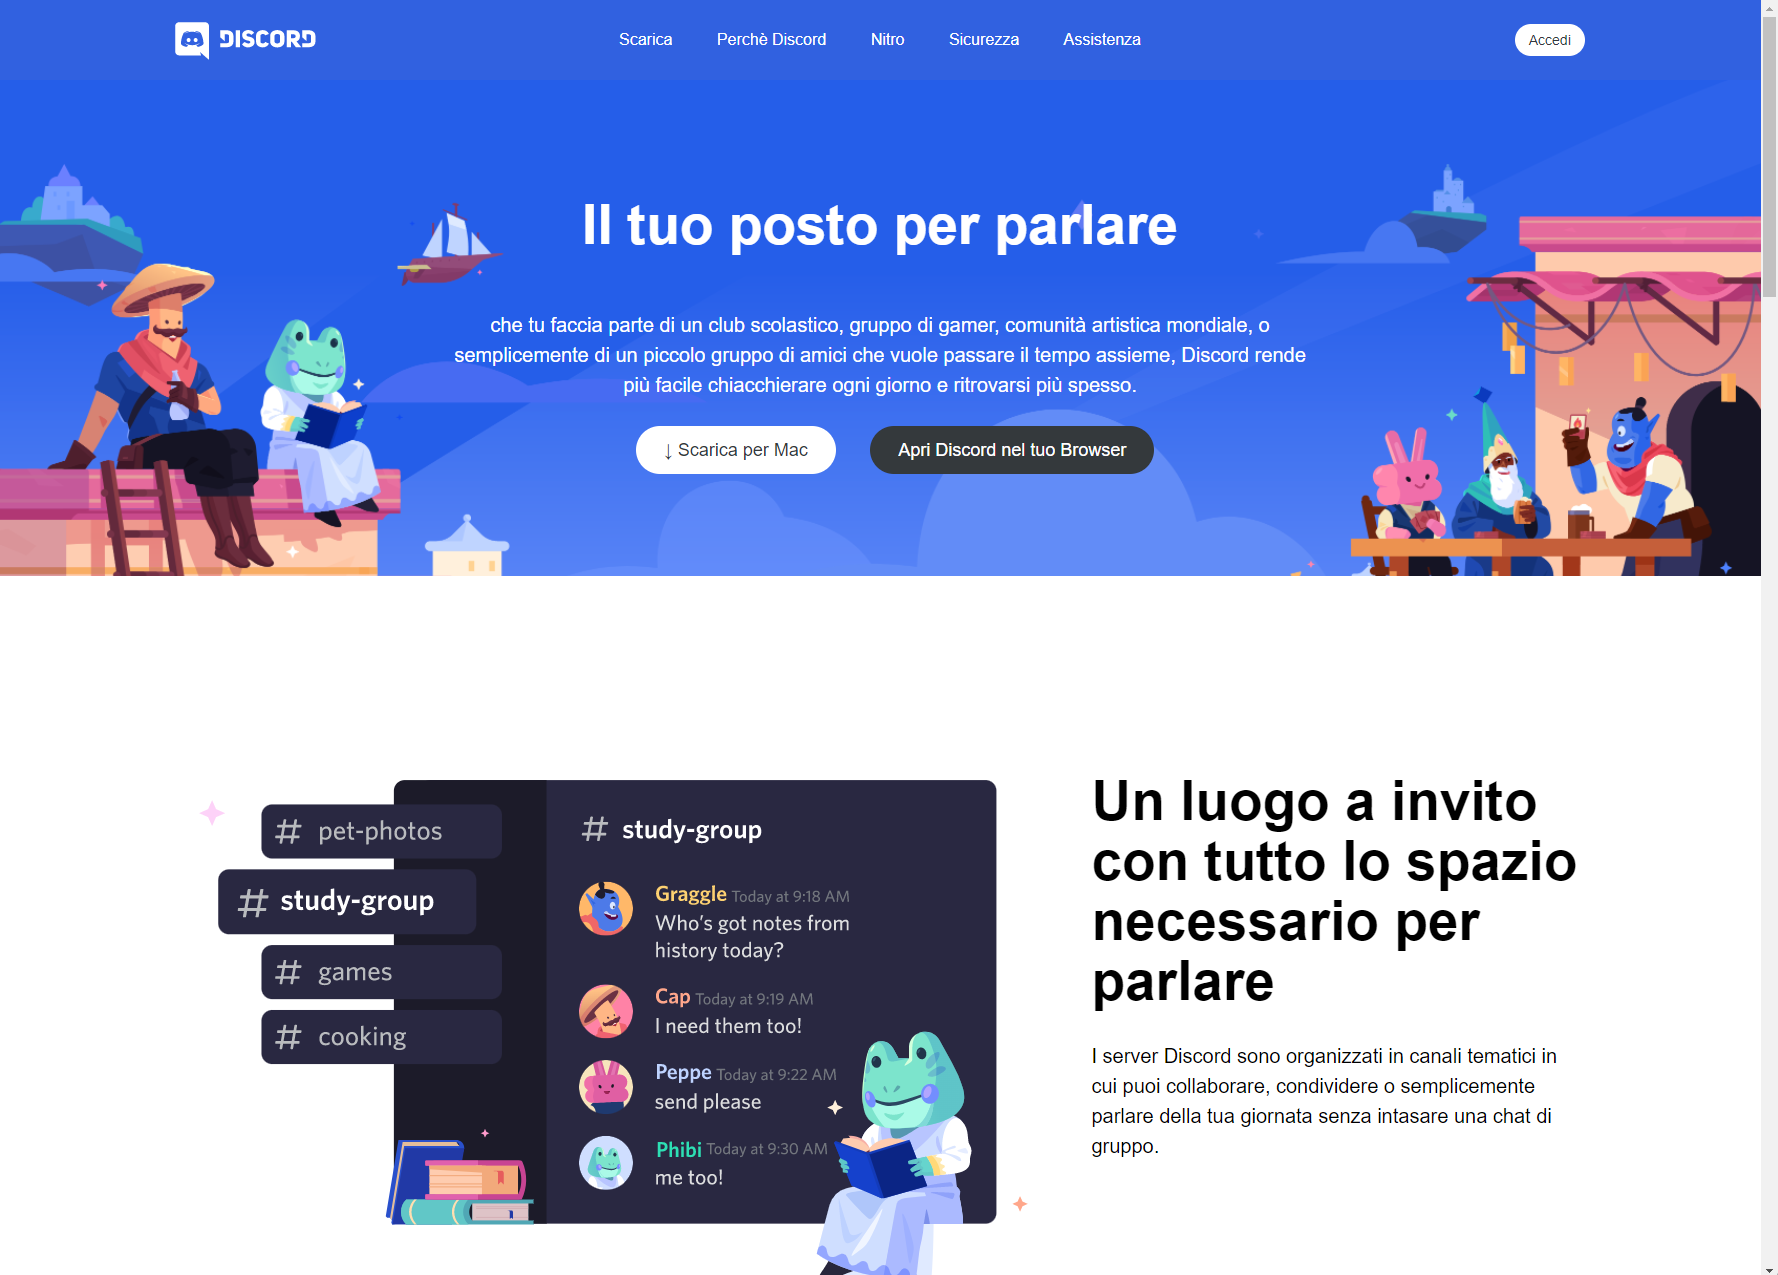 DISCORD
Scarica
Perchè Discord
Nitro
Sicurezza
Assistenza
Accedi
Il tuo posto per parlare
che tu faccia parte di un club scolastico, gruppo di gamer, comunità artistica mondiale, o
semplicemente di un piccolo gruppo di amici che vuole passare il tempo assieme, Discord rende
più facile chiacchierare ogni giorno e ritrovarsi più spesso.
↓ Scarica per Mac
Apri Discord nel tuo Browser
# pet-photos
# study-group
# games
# cooking
# study-group
Graggle Today at 9:18 AM
Who's got notes from
history today?
Cap Today at 9:19 AM
I need them too!
Peppe Today at 9:22 AM
send please
Phibi Today at 9:30 AM
me too!
Un luogo a invito
con tutto lo spazio
necessario per
parlare
I server Discord sono organizzati in canali tematici in
cui puoi collaborare, condividere o semplicemente
parlare della tua giornata senza intasare una chat di
gruppo.